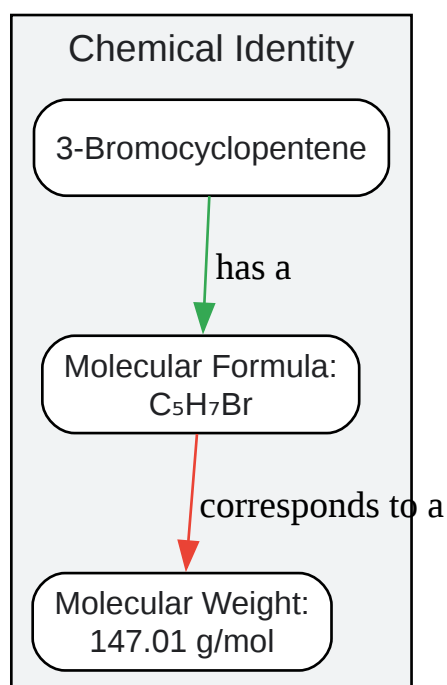 Chemical Identity
3-Bromocyclopentene
has a
Molecular Formula:
C₅H₇Br
corresponds to a
Molecular Weight:
147.01 g/mol